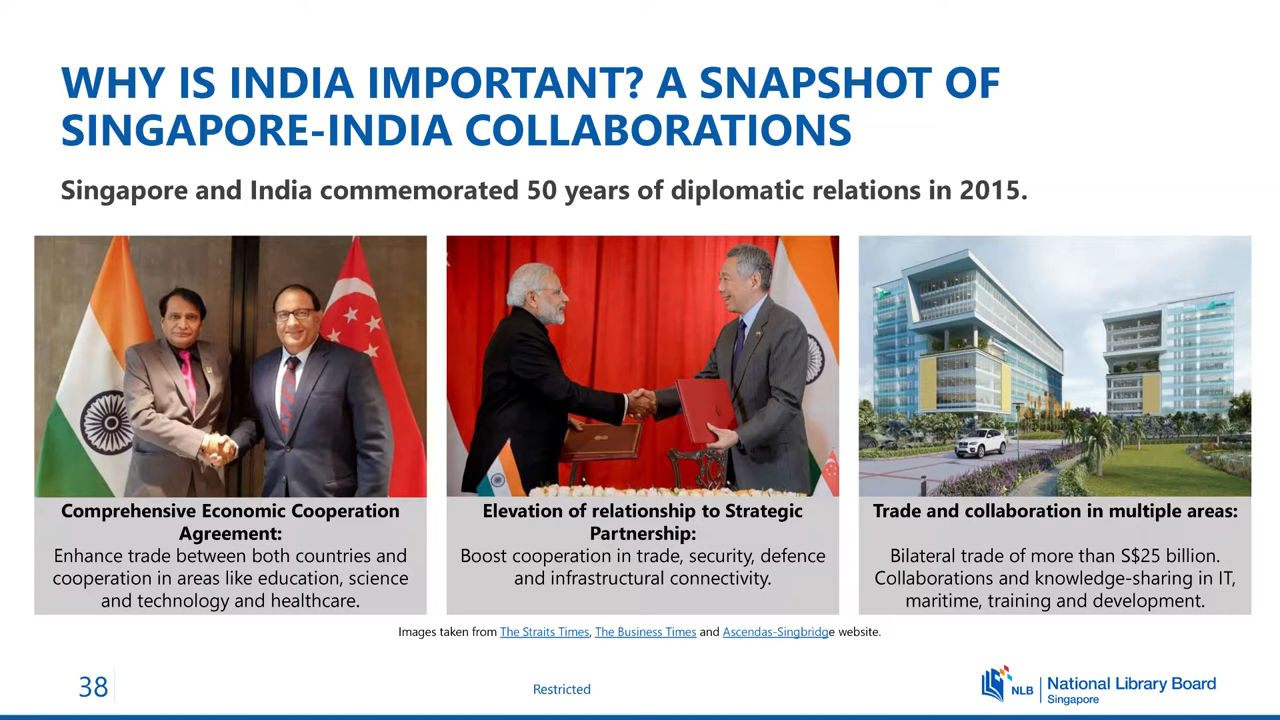 WHY IS INDIA IMPORTANT? A SNAPSHOT OF
SINGAPORE-INDIA COLLABORATIONS
Singapore and India commemorated 50 years of diplomatic relations in 2015.
Comprehensive Economic Cooperation
Agreement:
Enhance trade between both countries and
cooperation in areas like education, science
and technology and healthcare.
Elevation of relationship to Strategic
Partnership:
Boost cooperation in trade, security, defence
and infrastructural connectivity.
Trade and collaboration in multiple areas:
Bilateral trade of more than S$25 billion.
Collaborations and knowledge-sharing in IT,
maritime, training and development.
Images taken from The Straits Times, The Business Times and Ascendas-Singbridge website.
38
Restricted
NLB
National Library Board
Singapore